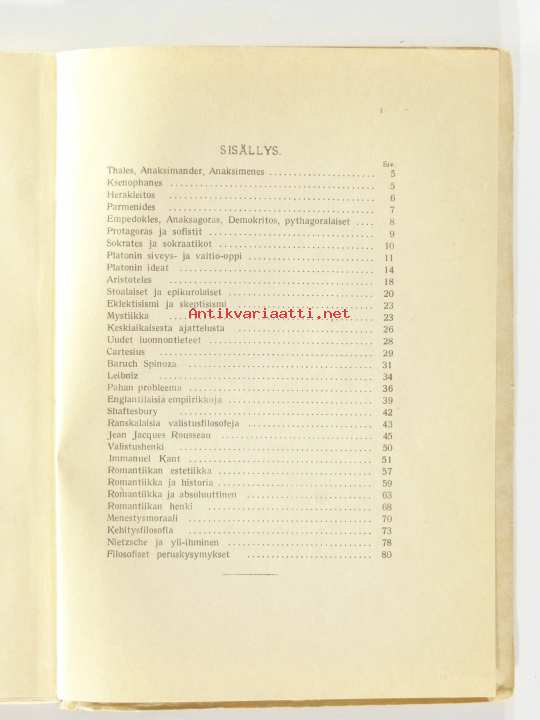 SISÄLLYS.
Siv.
Thales, Anaksimander, Anaksimenes 5
Ksenophanes 5
Herakleitos 6
Parmenides 7
Empedokles, Anaksagoras, Demokritos, pythagoralaiset 8
Protagoras ja sofistit 9
Sokrates ja sokraatikot 10
Platonin siveys- ja valtio-oppi 11
Platonin ideat 14
Aristoteles 18
Stoalaiset ja epikurolaiset 20
Eklektisismi ja skeptisismi 23
Antikvariaatti.net
Mystiikka 23
Keskiaikaisesta ajattelusta 26
Uudet luonnontieteet 28
Cartesius 29
Baruch Spinoza 31
Leibniz 34
Pahan probleema 36
Englantilaisia empiirikkoja 39
Shaftesbury 42
Ranskalaisia valistusfilosofeja 43
Jean Jacques Rousseau 45
Valistushenki 50
Immanuel Kant 51
Romantiikan estetiikka 57
Romantiikka ja historia 59
Romantiikka ja absoluuttinen 63
Romantiikan henki 68
Menestysmoraali 70
Kehitysfilosofia 73
Nietzsche ja yli-ihminen 78
Filosofiset peruskysymykset 80